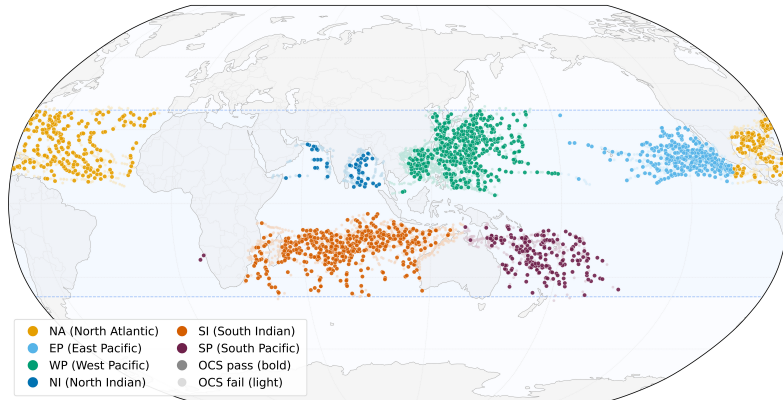 NA (North Atlantic)
EP (East Pacific)
WP (West Pacific)
NI (North Indian)
SI (South Indian)
SP (South Pacific)
OCS pass (bold)
OCS fail (light)